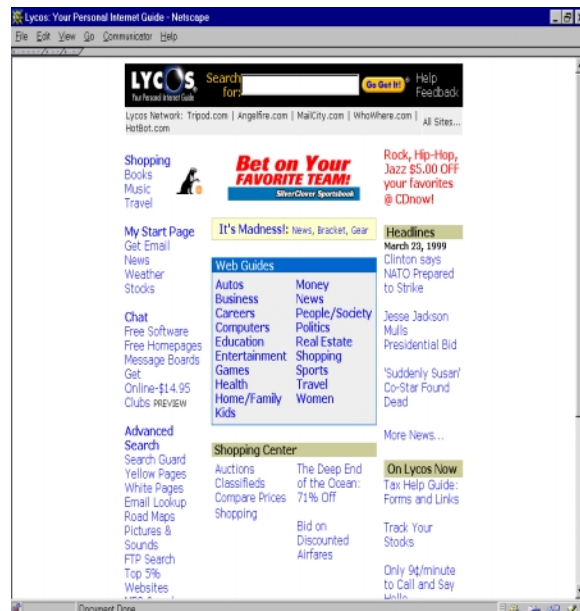 Lycos: Your Personal Internet Guide - Netscape
File Edit View Go Communicator Help
LYCOS
Your Personal Internet Guide
Search for:
Go Get It!
Help
Feedback
Lycos Network: Tripod.com | Angelfire.com | MailCity.com | WhoWhere.com |
HotBot.com
All Sites...
Shopping
Books
Music
Travel
My Start Page
Get Email
News
Weather
Stocks
Chat
Free Software
Free Homepages
Message Boards
Get
Online-$14.95
Clubs PREVIEW
Advanced
Search
Search Guard
Yellow Pages
White Pages
Email Lookup
Road Maps
Pictures &
Sounds
FTP Search
Top 5%
Websites
Bet on Your
FAVORITE TEAM!
SilverClover Sportsbook
It's Madness!: News, Bracket, Gear
Web Guides
Autos
Business
Careers
Computers
Education
Entertainment
Games
Health
Home/Family
Kids
Money
News
People/Society
Politics
Real Estate
Shopping
Sports
Travel
Women
Shopping Center
Auctions
Classifieds
Compare Prices
Shopping
The Deep End
of the Ocean:
71% Off
Bid on
Discounted
Airfares
Rock, Hip-Hop,
Jazz $5.00 OFF
your favorites
@ CDnow!
Headlines
March 23, 1999
Clinton says
NATO Prepared
to Strike
Jesse Jackson
Mulls
Presidential Bid
'Suddenly Susan'
Co-Star Found
Dead
More News...
On Lycos Now
Tax Help Guide:
Forms and Links
Track Your
Stocks
Only 9¢/minute
to Call and Say
Hello
Document Done